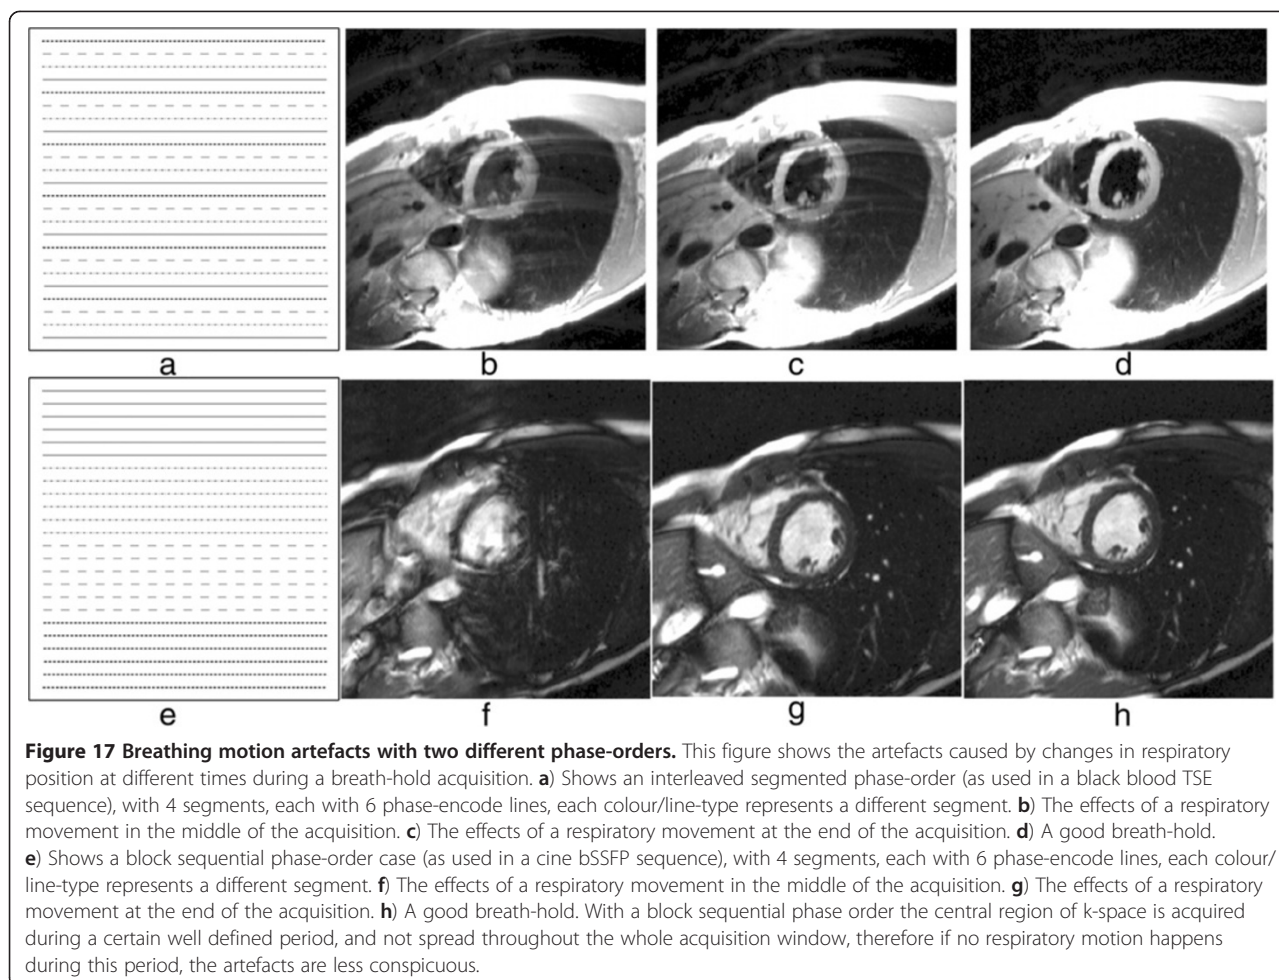 a
b
c
d
e
f
g
h
Figure 17 Breathing motion artefacts with two different phase-orders. This figure shows the artefacts caused by changes in respiratory
position at different times during a breath-hold acquisition. a) Shows an interleaved segmented phase-order (as used in a black blood TSE
sequence), with 4 segments, each with 6 phase-encode lines, each colour/line-type represents a different segment. b) The effects of a respiratory
movement in the middle of the acquisition. c) The effects of a respiratory movement at the end of the acquisition. d) A good breath-hold.
e) Shows a block sequential phase-order case (as used in a cine bSSFP sequence), with 4 segments, each with 6 phase-encode lines, each colour/
line-type represents a different segment. f) The effects of a respiratory movement in the middle of the acquisition. g) The effects of a respiratory
movement at the end of the acquisition. h) A good breath-hold. With a block sequential phase order the central region of k-space is acquired
during a certain well defined period, and not spread throughout the whole acquisition window, therefore if no respiratory motion happens
during this period, the artefacts are less conspicuous.